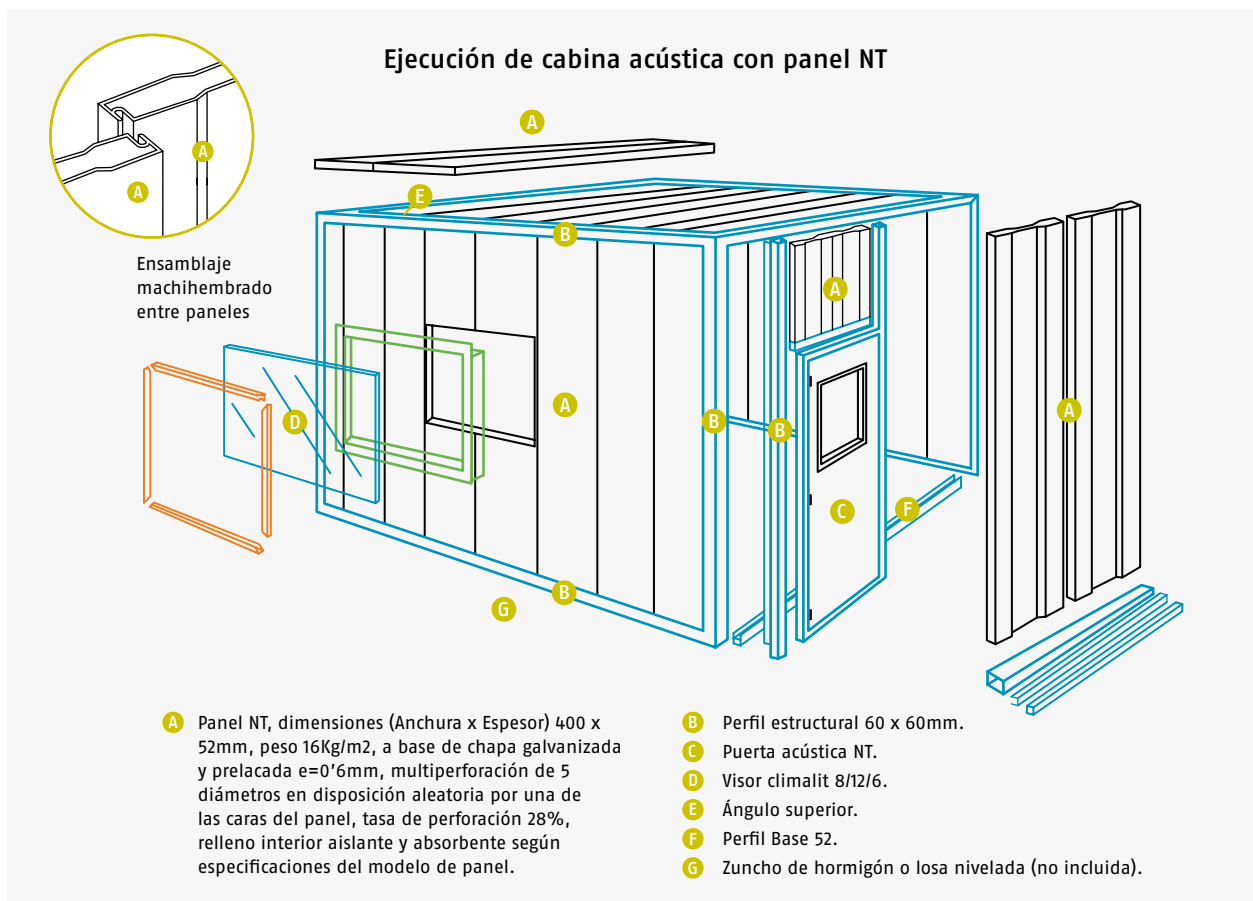 Ejecución de cabina acústica con panel NT
A
A
A
E
B
Ensamblaje
machihembrado
entre paneles
A
D
A
B
B
A
C
F
B
G
A Panel NT, dimensiones (Anchura x Espesor) 400 x
52mm, peso 16Kg/m2, a base de chapa galvanizada
y prelacada e=0'6mm, multiperforación de 5
diámetros en disposición aleatoria por una de
las caras del panel, tasa de perforación 28%,
relleno interior aislante y absorbente según
especificaciones del modelo de panel.
B Perfil estructural 60 x 60mm.
C Puerta acústica NT.
D Visor climalit 8/12/6.
E Ángulo superior.
F Perfil Base 52.
G Zuncho de hormigón o losa nivelada (no incluida).